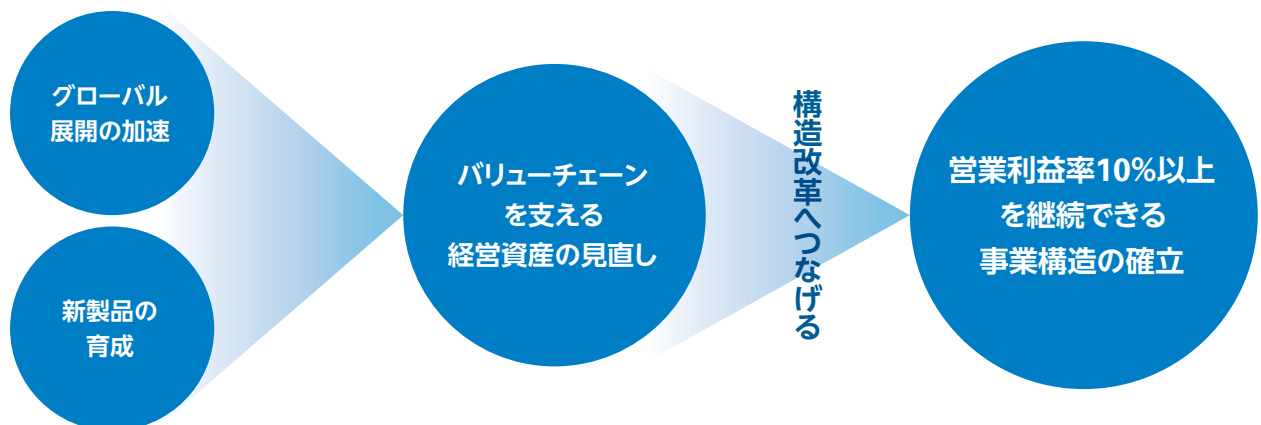 グローバル
展開の加速
新製品の
育成
バリューチェーン
を支える
経営資産の見直し
構造改革へつなげる
営業利益率10%以上
を継続できる
事業構造の確立